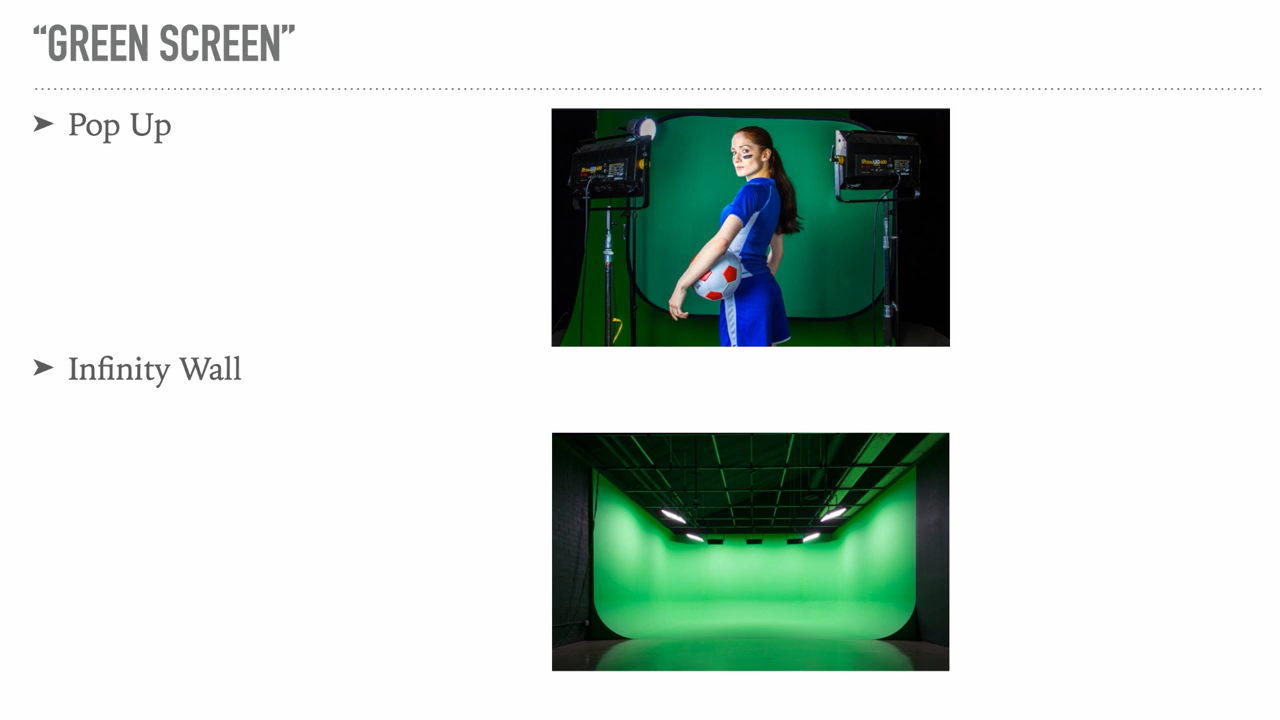 “GREEN SCREEN”
➤ Pop Up
➤ Infinity Wall